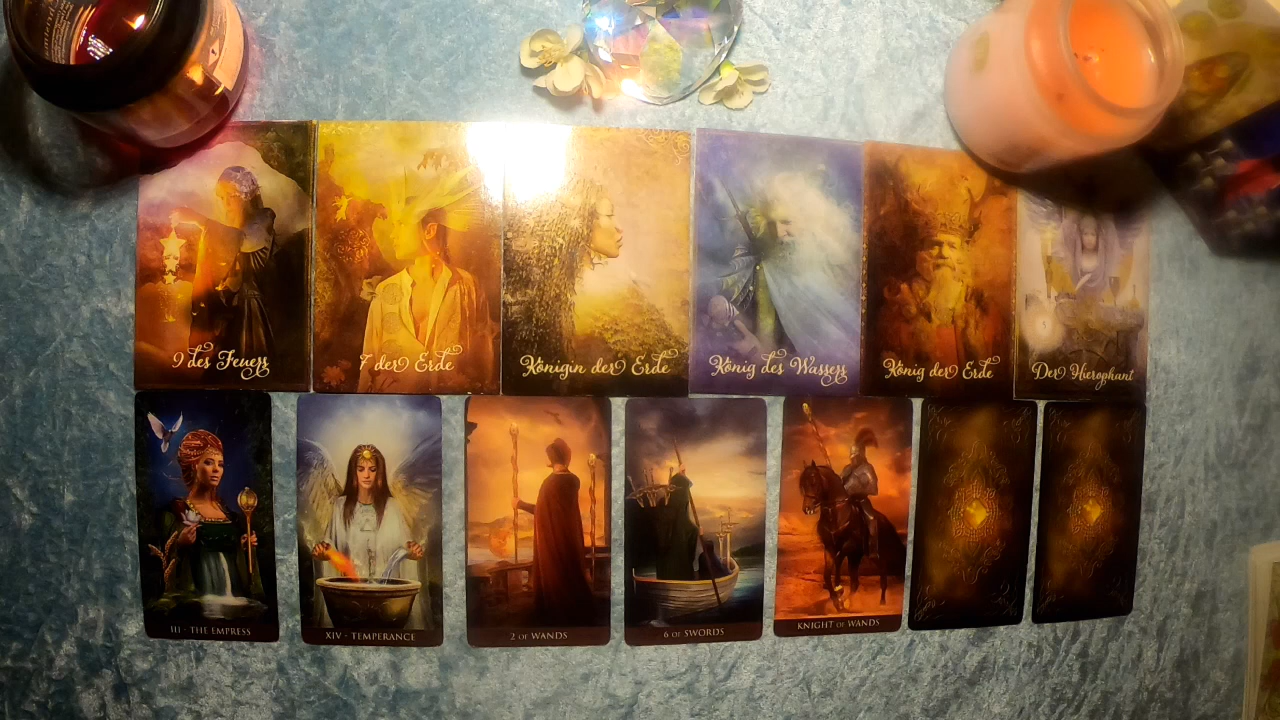 9 des Feuers
7 der Erde
Königin der Erde
König des Wassers
König der Erde
Der Hierophant
5
III - THE EMPRESS
XIV - TEMPERANCE
2 OF WANDS
6 OF SWORDS
KNIGHT OF WANDS